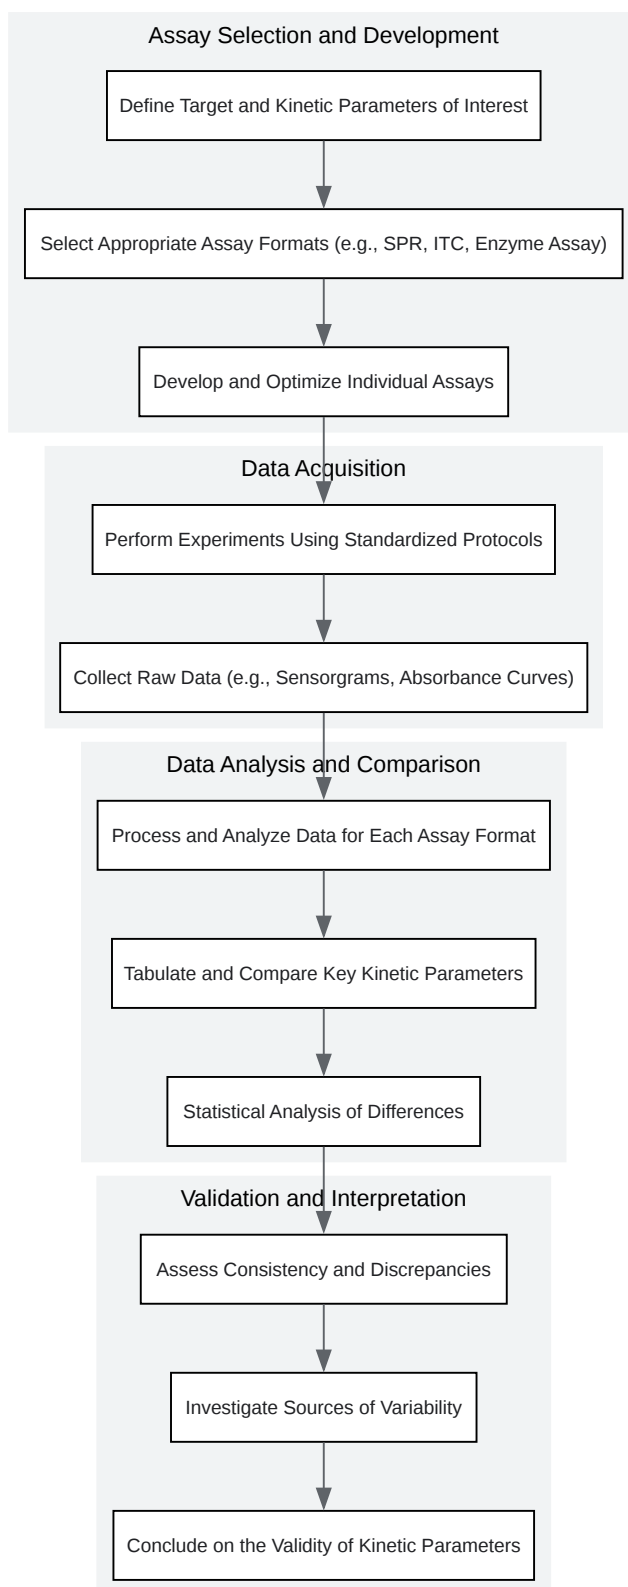 Assay Selection and Development
Define Target and Kinetic Parameters of Interest
Select Appropriate Assay Formats (e.g., SPR, ITC, Enzyme Assay)
Develop and Optimize Individual Assays
Data Acquisition
Perform Experiments Using Standardized Protocols
Collect Raw Data (e.g., Sensorgrams, Absorbance Curves)
Data Analysis and Comparison
Process and Analyze Data for Each Assay Format
Tabulate and Compare Key Kinetic Parameters
Statistical Analysis of Differences
Validation and Interpretation
Assess Consistency and Discrepancies
Investigate Sources of Variability
Conclude on the Validity of Kinetic Parameters